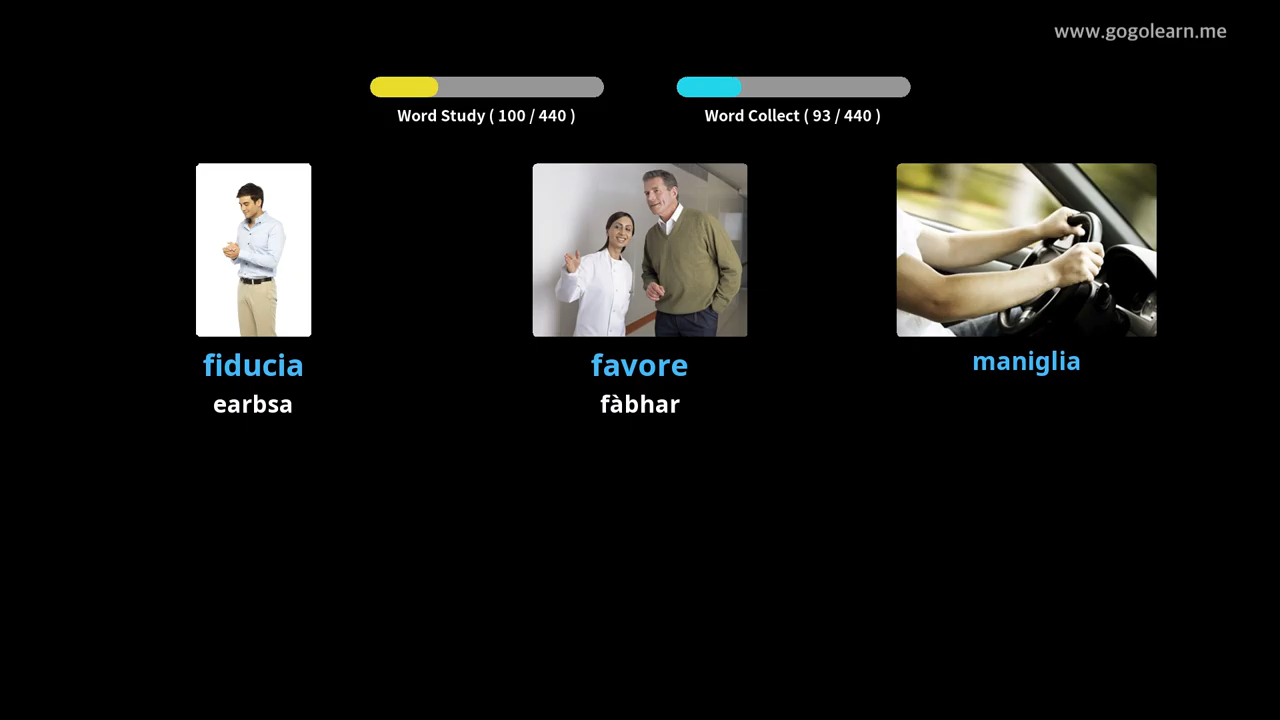 www.gogolearn.me
Word Study ( 100 / 440 )
Word Collect ( 93 / 440 )
fiducia
earbsa
favore
fàbhar
maniglia